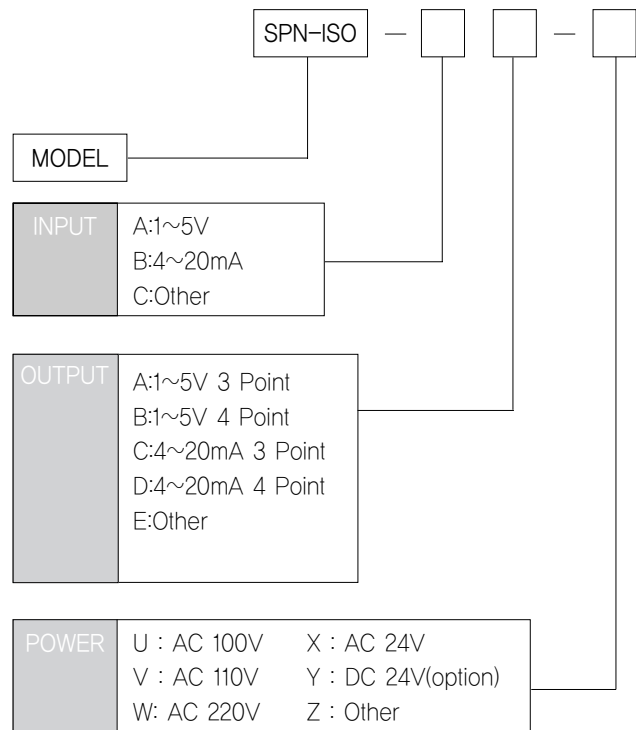 SPN-ISO — —
MODEL
INPUT
A:1~5V
B:4~20mA
C:Other
OUTPUT
A:1~5V 3 Point
B:1~5V 4 Point
C:4~20mA 3 Point
D:4~20mA 4 Point
E:Other
POWER
U : AC 100V X : AC 24V
V : AC 110V Y : DC 24V(option)
W: AC 220V Z : Other